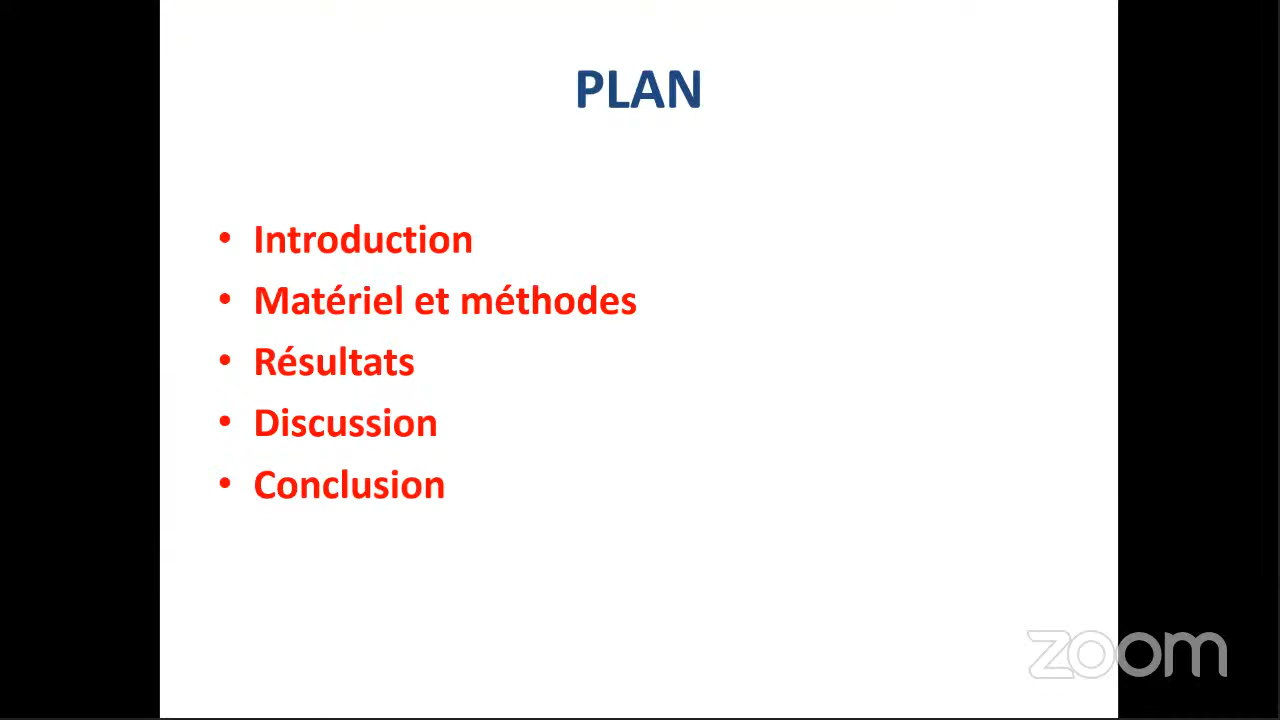 PLAN
• Introduction
• Matériel et méthodes
• Résultats
• Discussion
• Conclusion
zoom